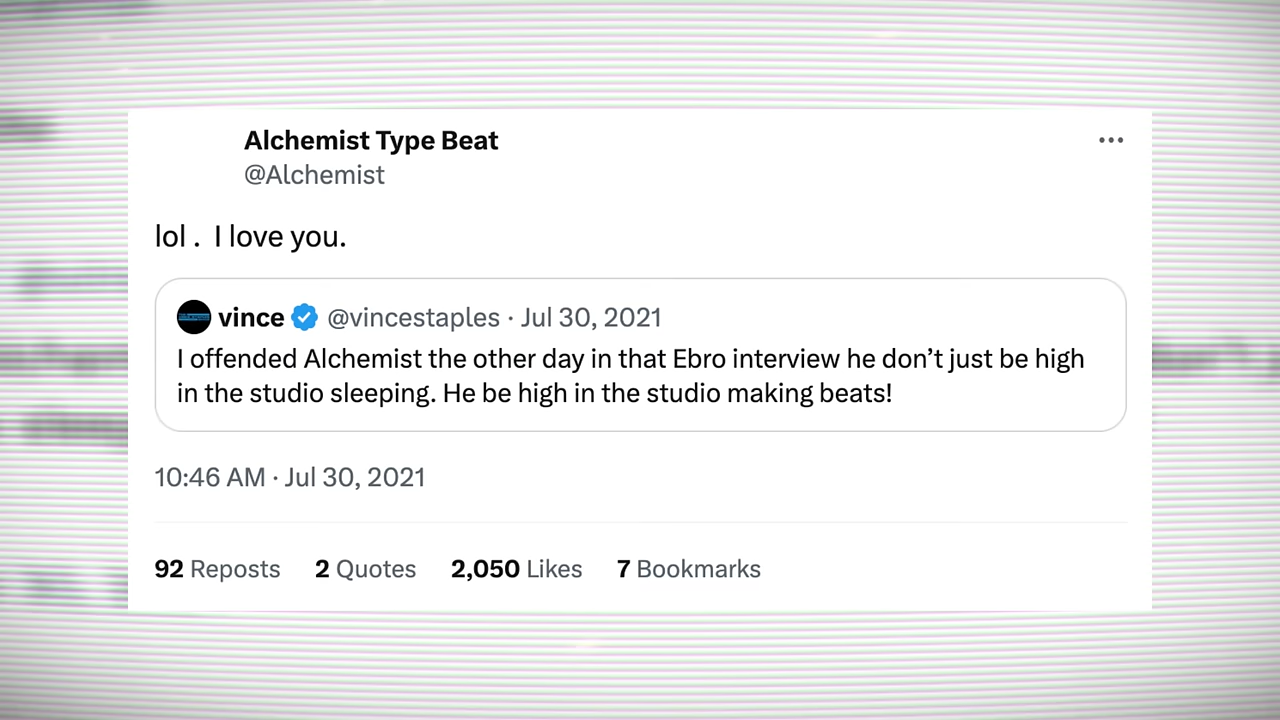 Alchemist Type Beat
@Alchemist
lol .  I love you.
vince @vincestaples · Jul 30, 2021
I offended Alchemist the other day in that Ebro interview he don’t just be high
in the studio sleeping. He be high in the studio making beats!
10:46 AM · Jul 30, 2021
92 Reposts 2 Quotes 2,050 Likes 7 Bookmarks